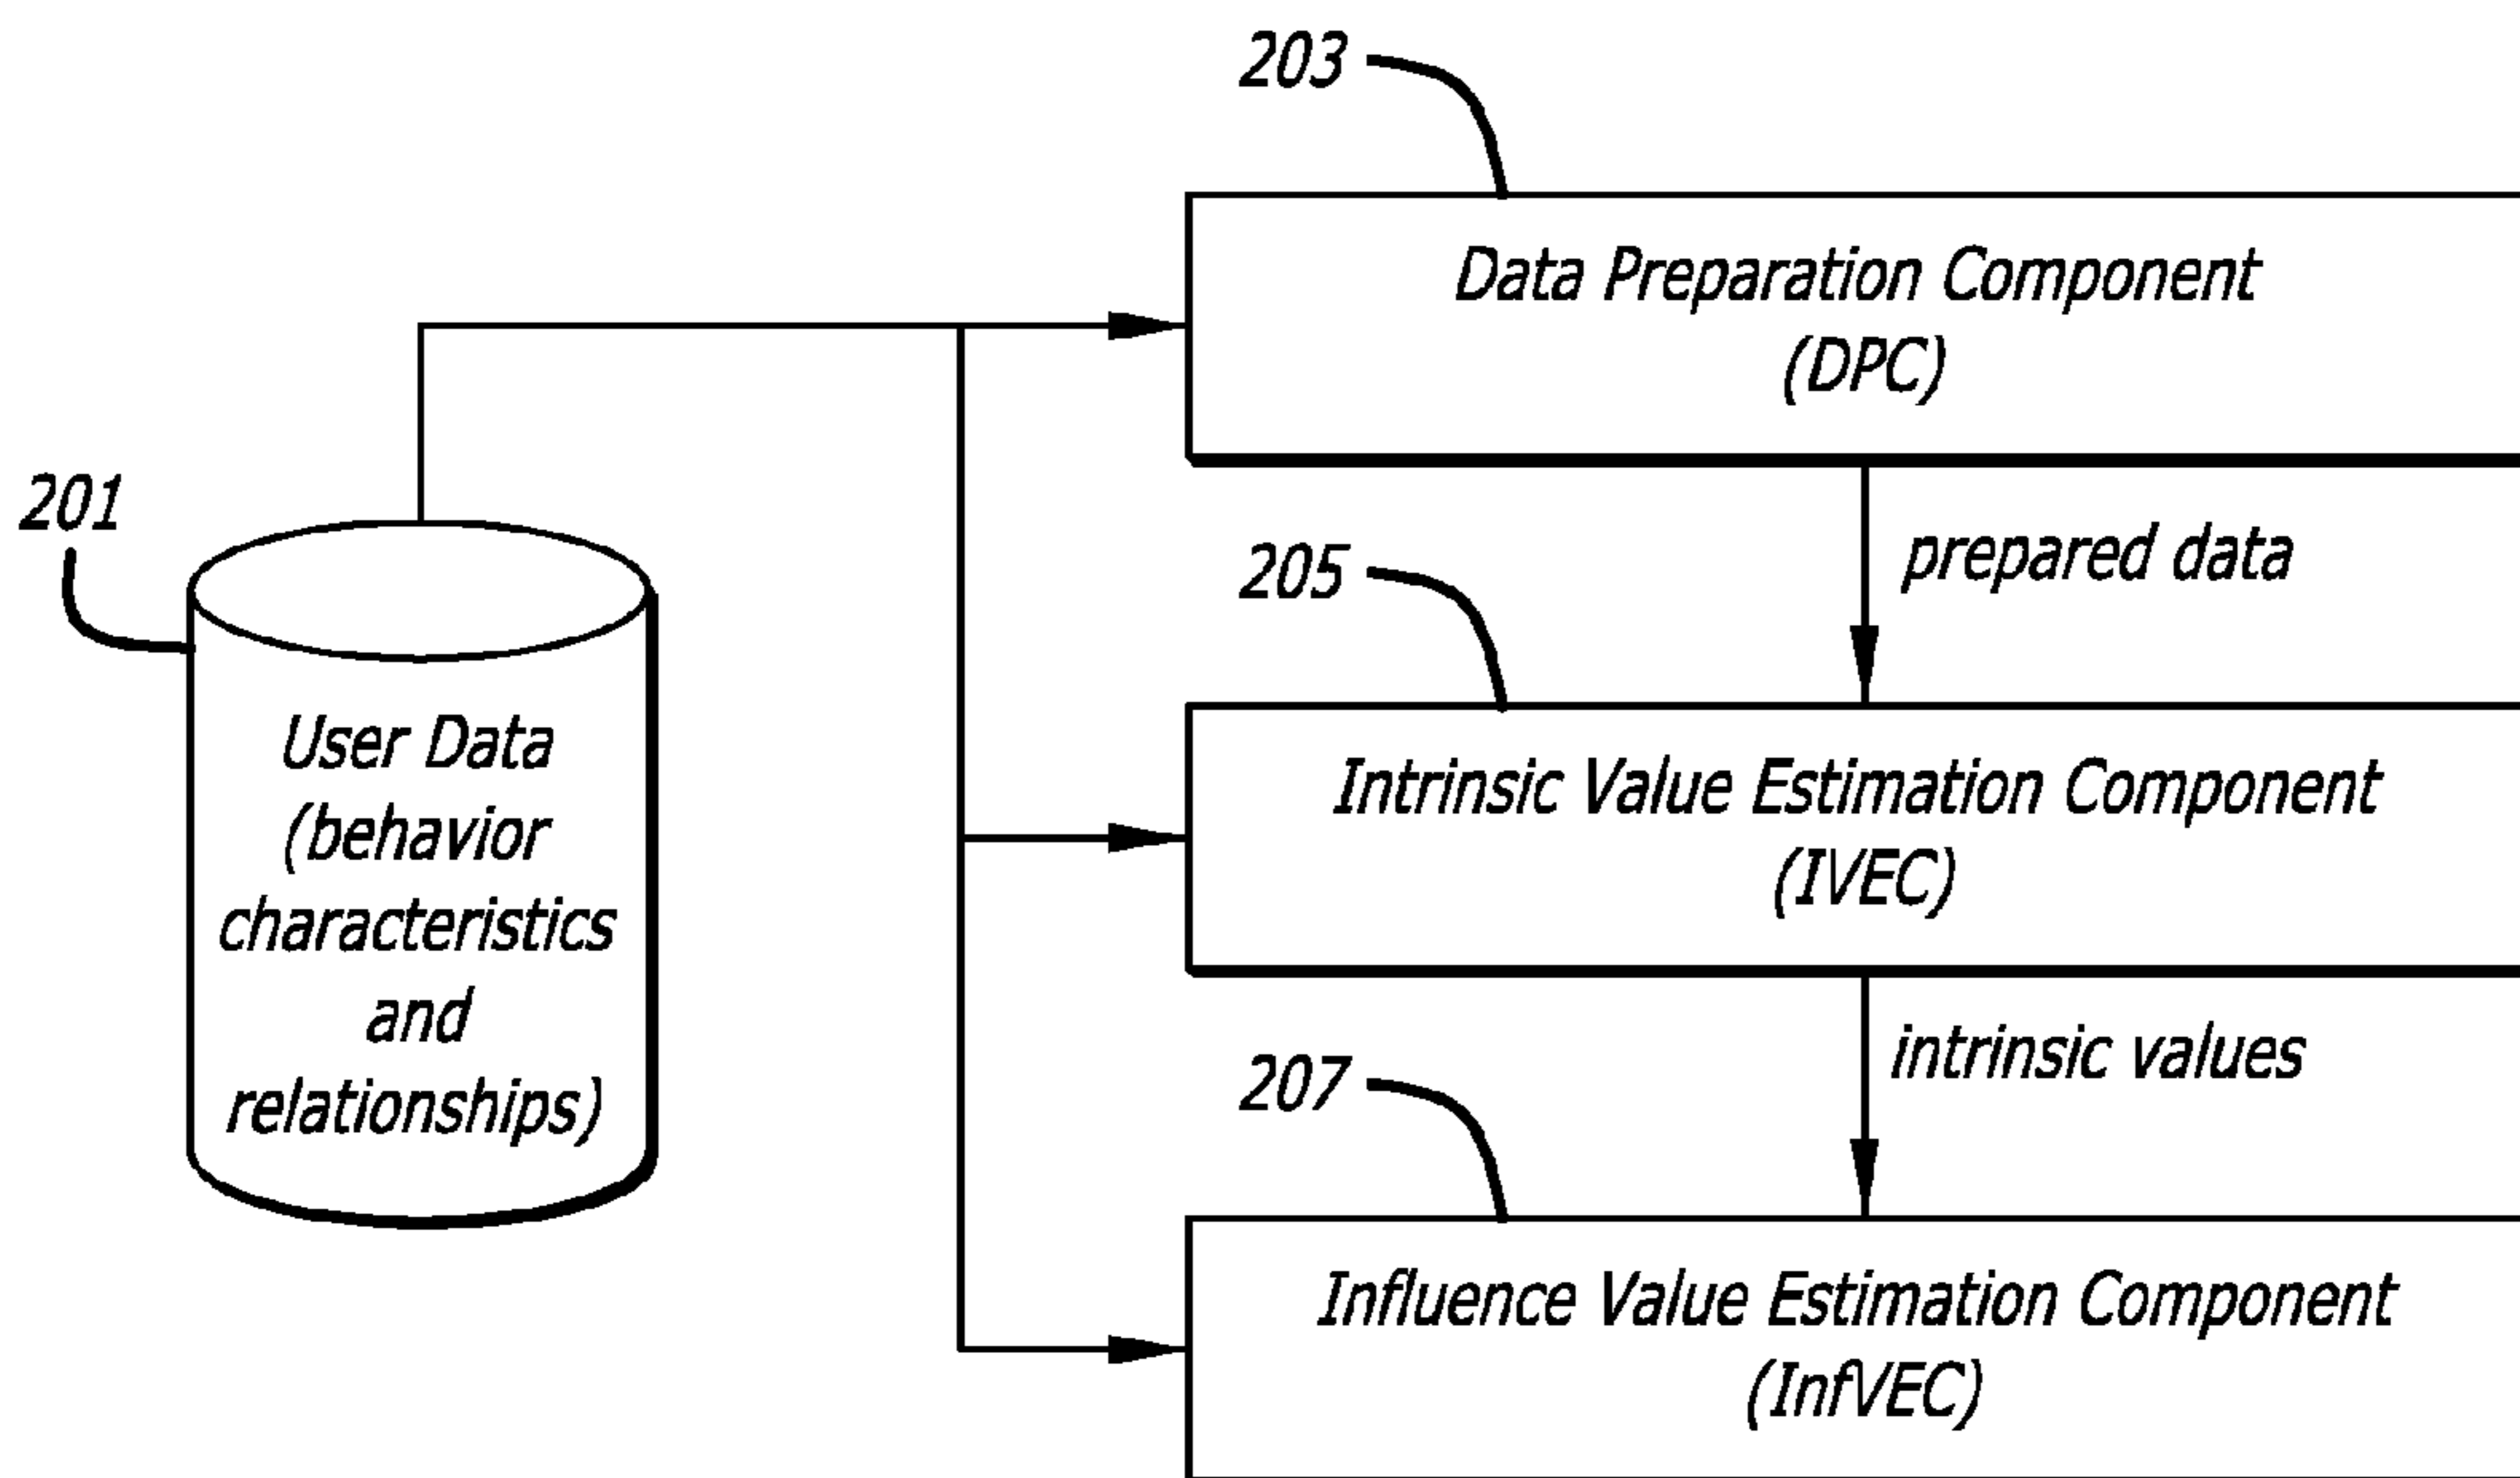 203
Data Preparation Component
(DPC)
201
205
prepared data
User Data
(behavior
characteristics
and
relationships)
Intrinsic Value Estimation Component
(IVEC)
207
intrinsic values
Influence Value Estimation Component
(InfVEC)